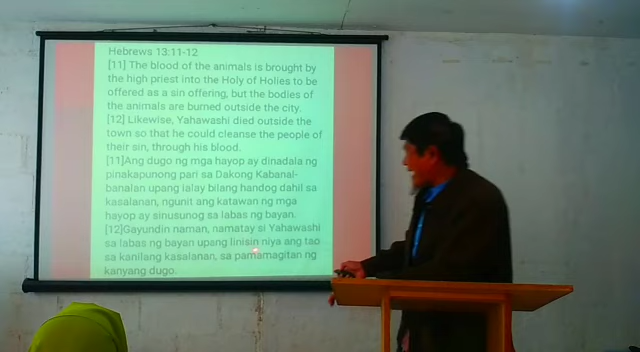 Hebrews 13:11-12
[11] The blood of the animals is brought by
the high priest into the Holy of Holies to be
offered as a sin offering, but the bodies of
the animals are burned outside the city.
[12] Likewise, Yahawashi died outside the
town so that he could cleanse the people of
their sin, through his blood.
[11]Ang dugo ng mga hayop ay dinadala ng
pinakapunong pari sa Dakong Kabanal-
banalan upang ialay bilang handog dahil sa
kasalanan, ngunit ang katawan ng mga
hayop ay sinusunog sa labas ng bayan.
[12]Gayundin naman, namatay si Yahawashi
sa labas ng bayan upang linisin niya ang tao
sa kanilang kasalanan, sa pamamagitan ng
kanyang dugo.